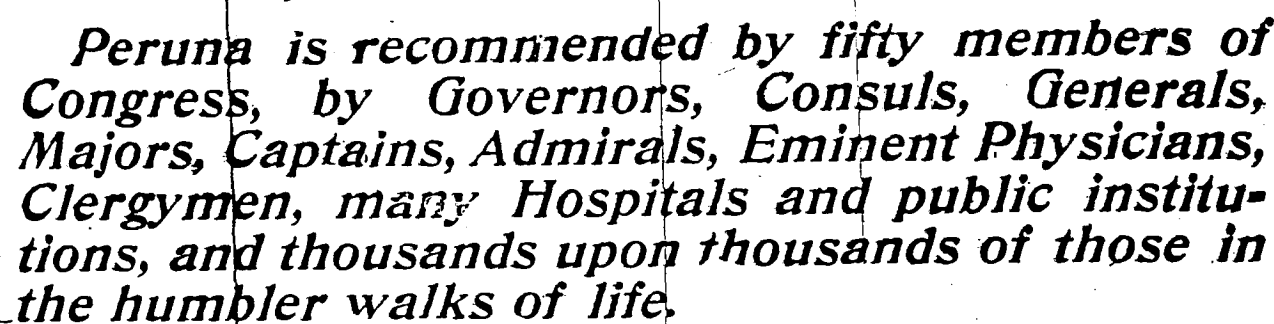 Peruna is recommended by fifty members of
Congress, by Governors, Consuls, Generals,
Majors, Captains, Admirals, Eminent Physicians,
Clergymen, many Hospitals and public institu-
tions, and thousands upon thousands of those in
the humbler walks of life.